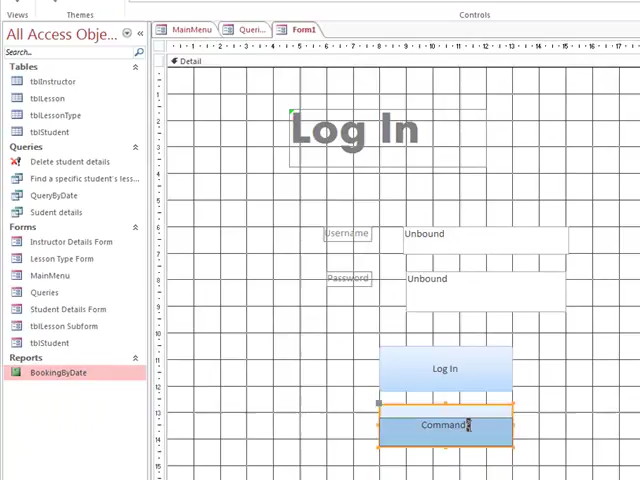 Views
Themes
Controls
All Access Obje...
MainMenu
Queri...
Form1
Search...
Detail
Tables
tblInstructor
tblLesson
tblLessonType
tblStudent
Queries
Delete student details
Find a specific student's less...
QueryByDate
Sudent details
Forms
Instructor Details Form
Lesson Type Form
MainMenu
Queries
Student Details Form
tblLesson Subform
tblStudent
Reports
BookingByDate
Log In
Username
Unbound
Password
Unbound
Log In
Command